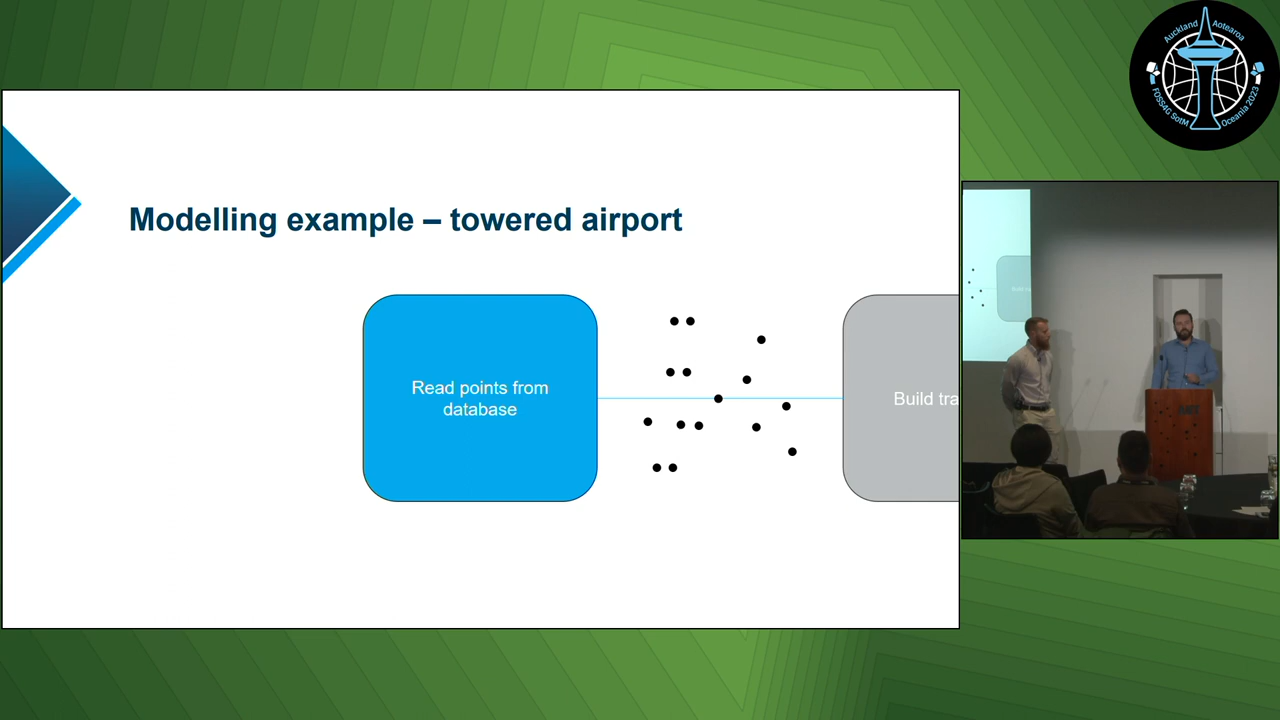 Auckland Aotearoa
FOSS4G SotM Oceania 2023
Modelling example – towered airport
Read points from
database
Build tra